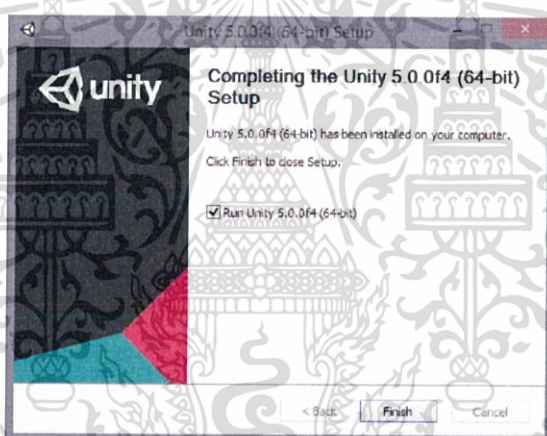 Unity 5.0.0f4 (64-bit) Setup
unity
Completing the Unity 5.0.0f4 (64-bit)
Setup
Unity 5.0.0f4 (64-bit) has been installed on your computer.
Click Finish to close Setup.
Run Unity 5.0.0f4 (64-bit)
< Back
Finish
Cancel